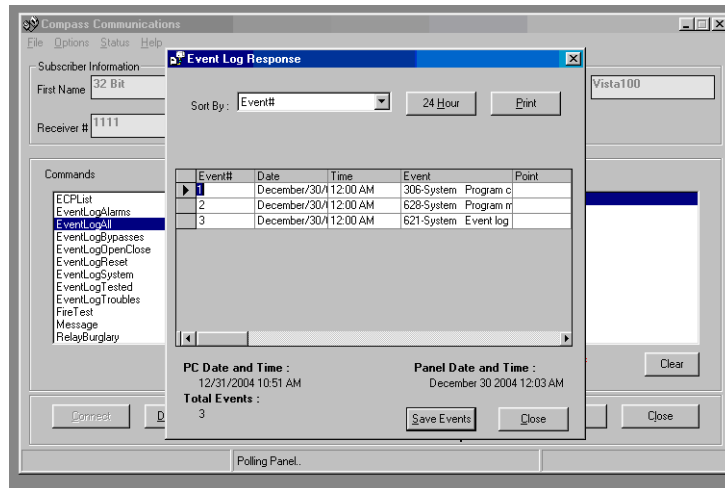 Compass Communications
File Options Status Help
Subscriber Information
First Name 32 Bit
Vista100
Receiver # 1111
Commands
ECPList
EventLogAlarms
EventLogAll
EventLogBypasses
EventLogOpenClose
EventLogReset
EventLogSystem
EventLogTested
EventLogTroubles
FireTest
Message
RelayBurglary
Clear
Connect D Close
Polling Panel..
Event Log Response
Sort By : Event# 24 Hour Print
Event# Date Time Event Point
1 December/30/ 12:00 AM 306-System Program c
2 December/30/ 12:00 AM 628-System Program m
3 December/30/ 12:00 AM 621-System Event log
PC Date and Time : Panel Date and Time :
12/31/2004 10:51 AM December 30 2004 12:03 AM
Total Events :
3
Save Events Close